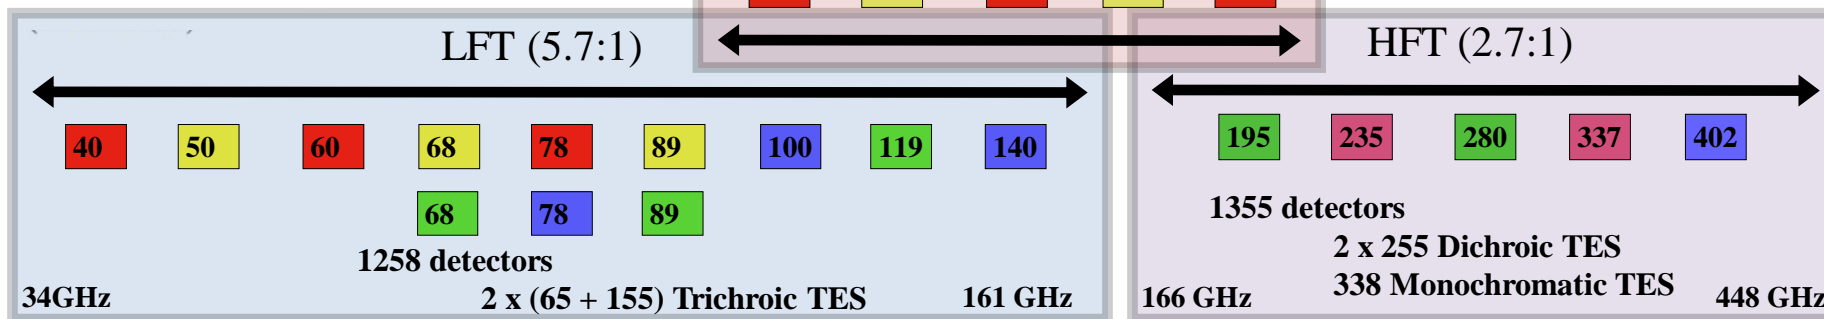 LFT (5.7:1)
40 50 60 68 78 89 100 119 140
68 78 89
1258 detectors
2 x (65 + 155) Trichroic TES
34GHz
161 GHz
HFT (2.7:1)
195 235 280 337 402
1355 detectors
2 x 255 Dichroic TES
338 Monochromatic TES
166 GHz
448 GHz